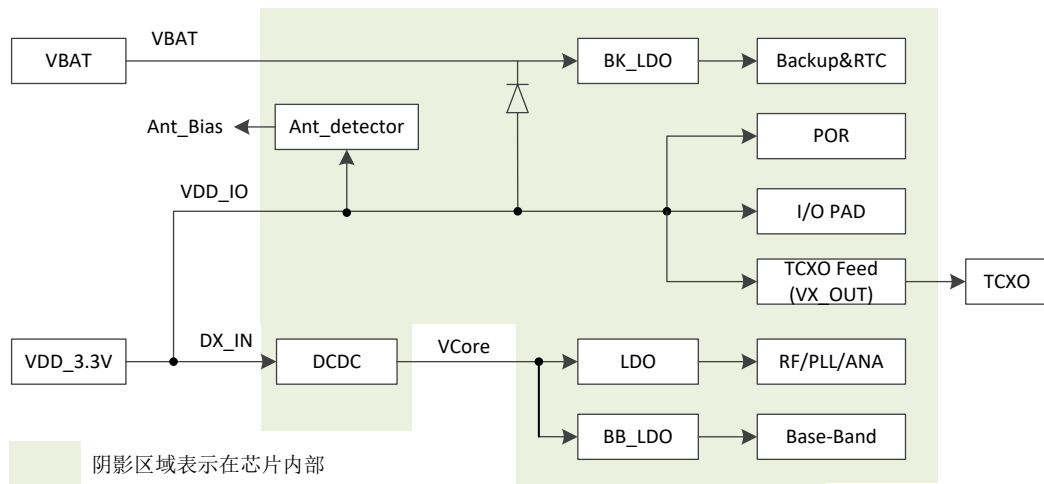 VBAT
VBAT
BK_LDO
Backup&RTC
Ant_Bias
Ant_detector
POR
VDD_IO
I/O PAD
TCXO Feed
(VX_OUT)
TCXO
VDD_3.3V
DX_IN
DCDC
VCore
LDO
RF/PLL/ANA
BB_LDO
Base-Band
阴影区域表示在芯片内部